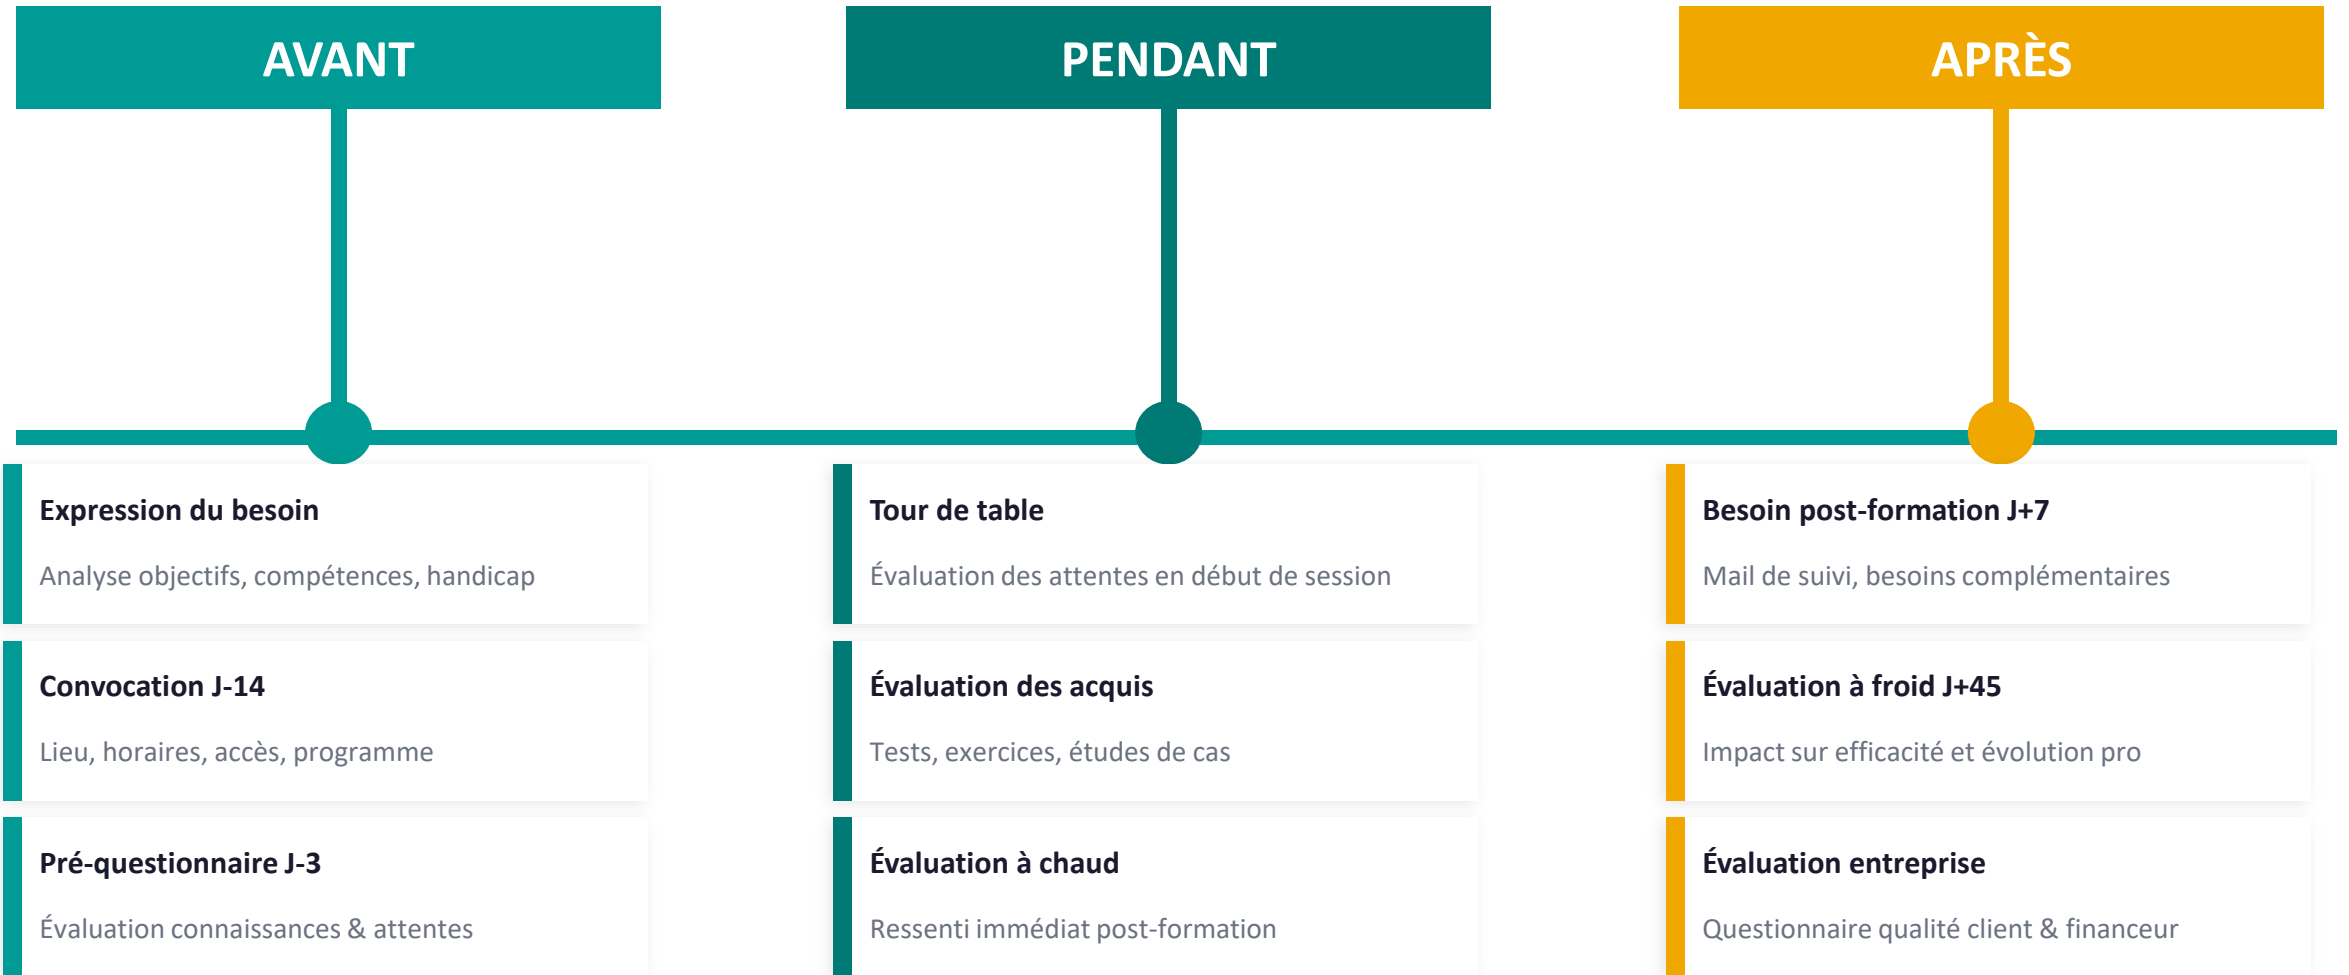 AVANT
Expression du besoin
Analyse objectifs, compétences, handicap
Convocation J-14
Lieu, horaires, accès, programme
Pré-questionnaire J-3
Évaluation connaissances & attentes
PENDANT
Tour de table
Évaluation des attentes en début de session
Évaluation des acquis
Tests, exercices, études de cas
Évaluation à chaud
Ressenti immédiat post-formation
APRÈS
Besoin post-formation J+7
Mail de suivi, besoins complémentaires
Évaluation à froid J+45
Impact sur efficacité et évolution pro
Évaluation entreprise
Questionnaire qualité client & financeur